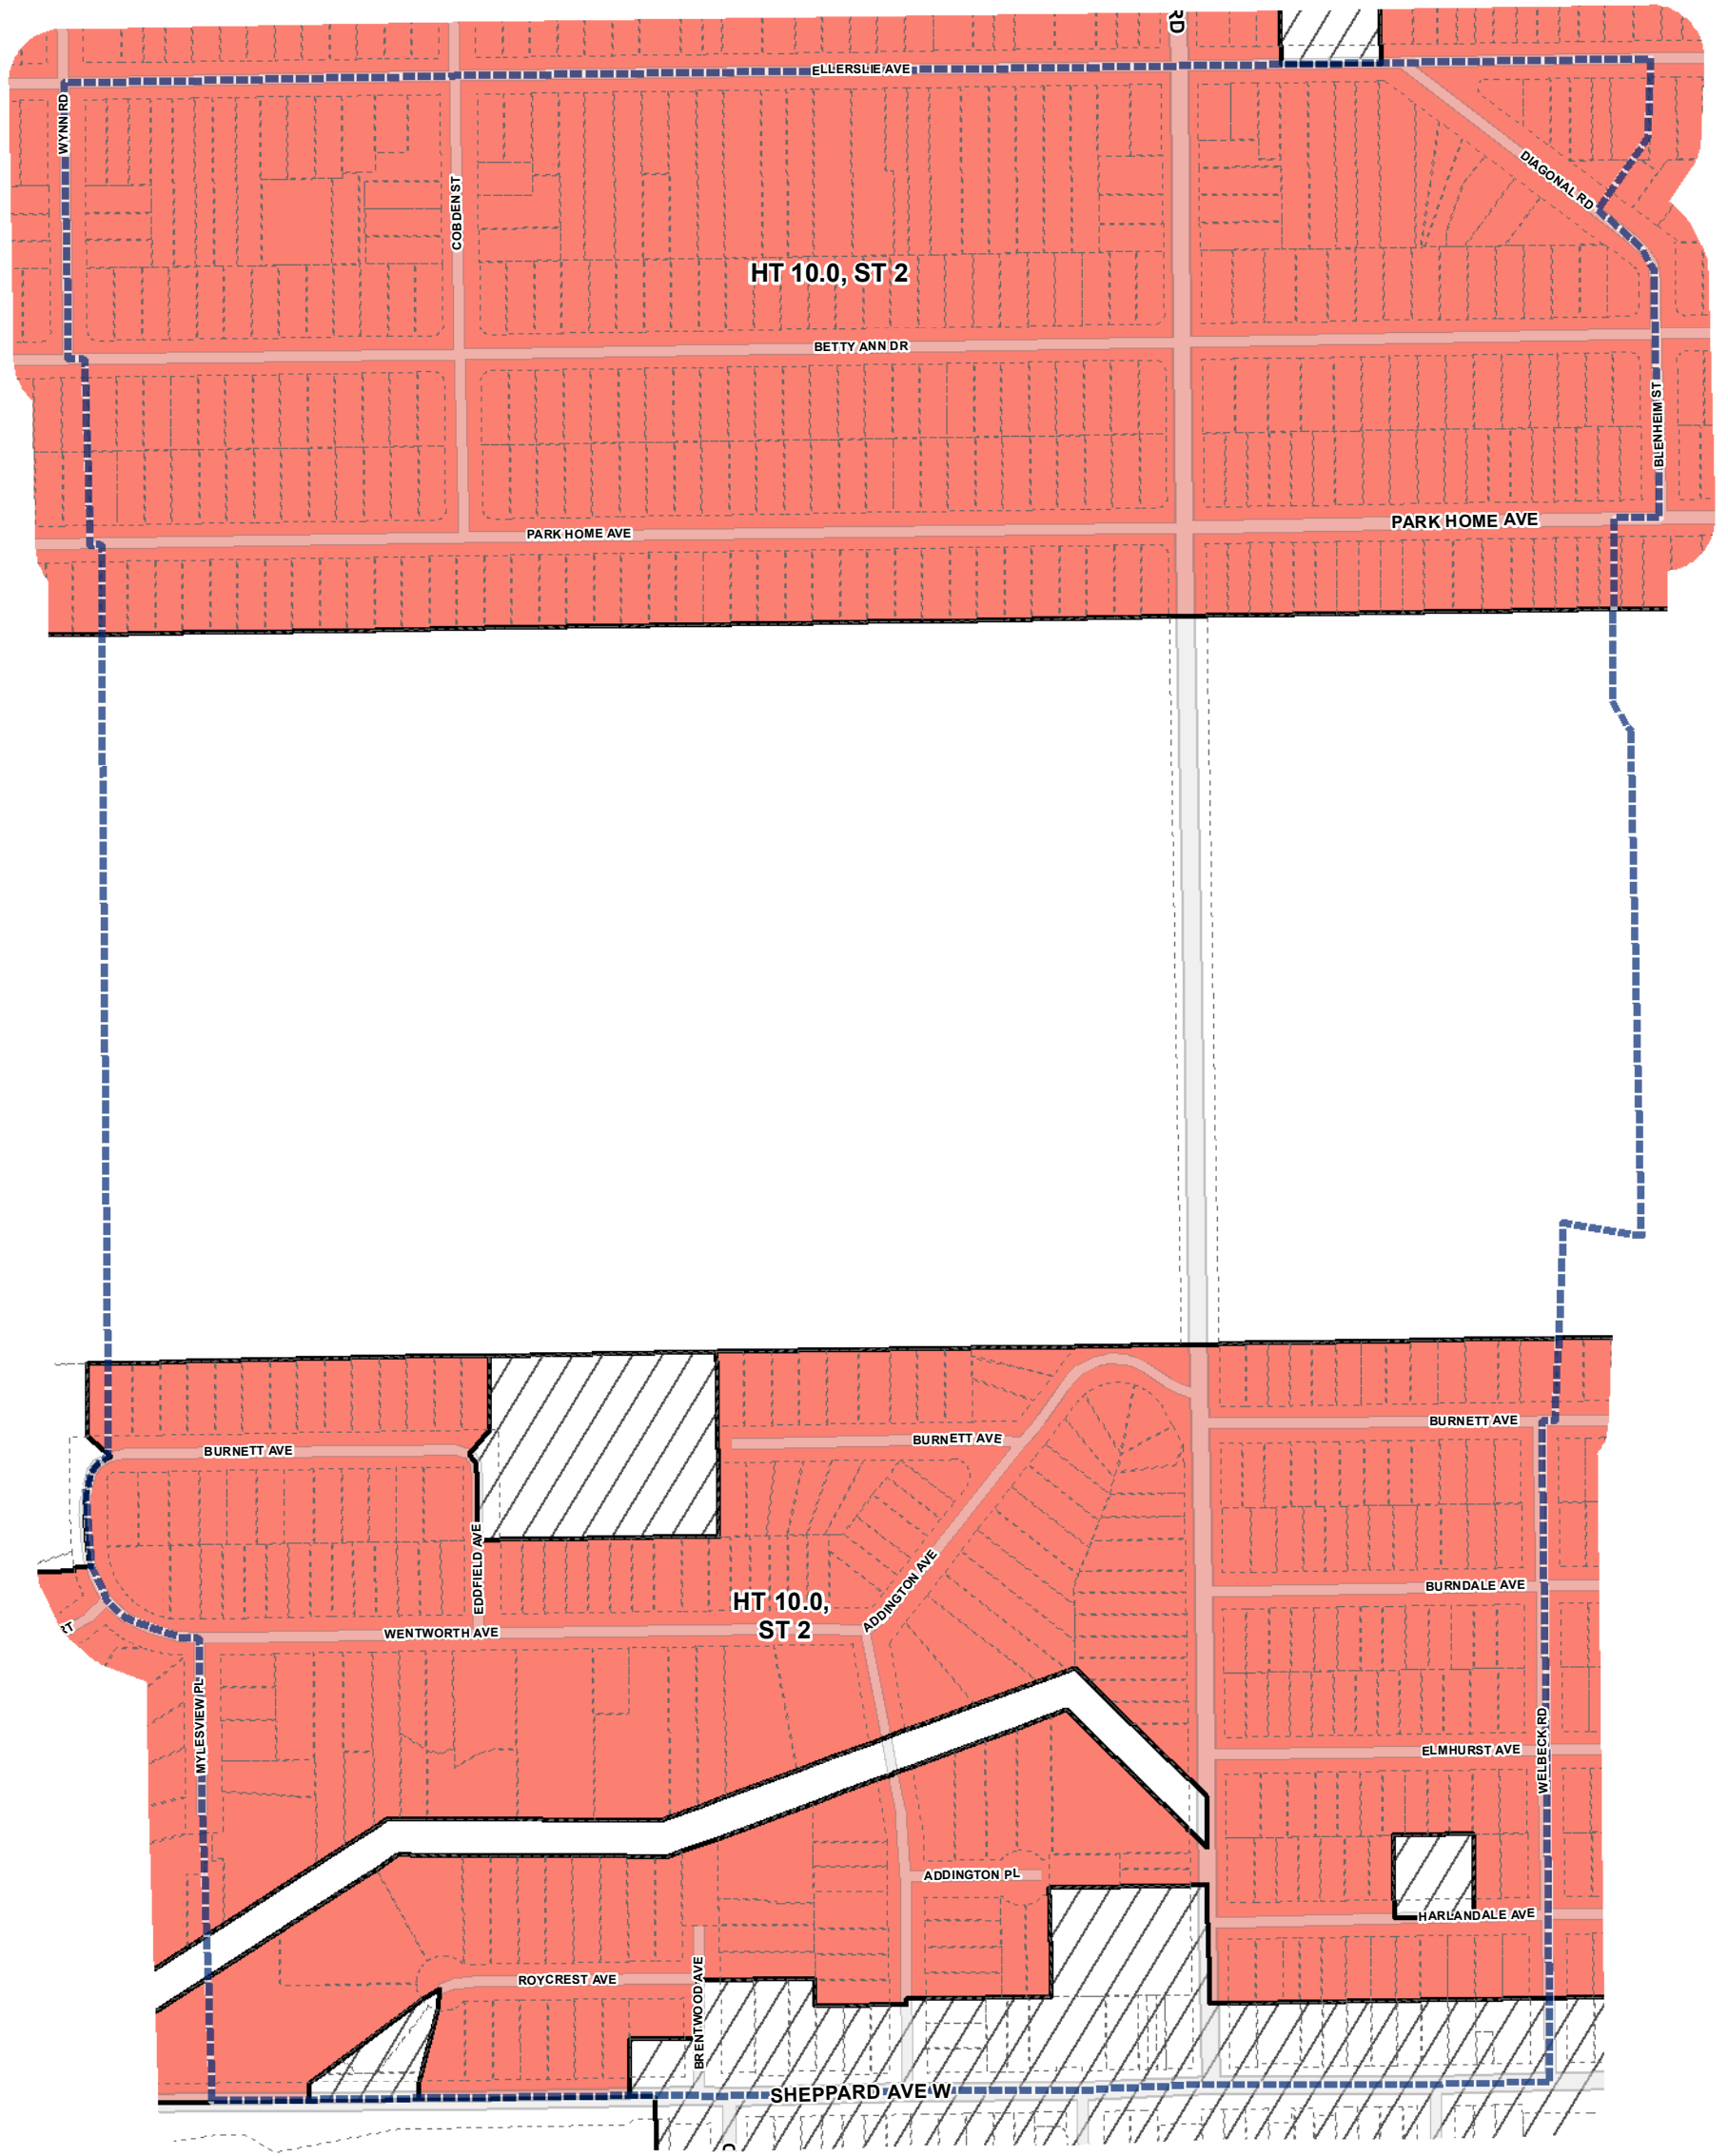 RD
ELLERSLIE AVE
WYNN RD
DIAGONAL RD
COBDEN ST
HT 10.0, ST 2
BETTY ANN DR
BLENHEIM ST
PARK HOME AVE
PARK HOME AVE
BURNETT AVE
BURNETT AVE
BURNETT AVE
EDDFIELD AVE
ADDINGTON AVE
BURNDALE AVE
HT 10.0,
ST 2
RT
WENTWORTH AVE
MYLESVIEW PL
WELBECK RD
ELMHURST AVE
ADDINGTON PL
HARLANDALE AVE
ROYCREST AVE
BRENTWOOD AVE
SHEPPARD AVE W